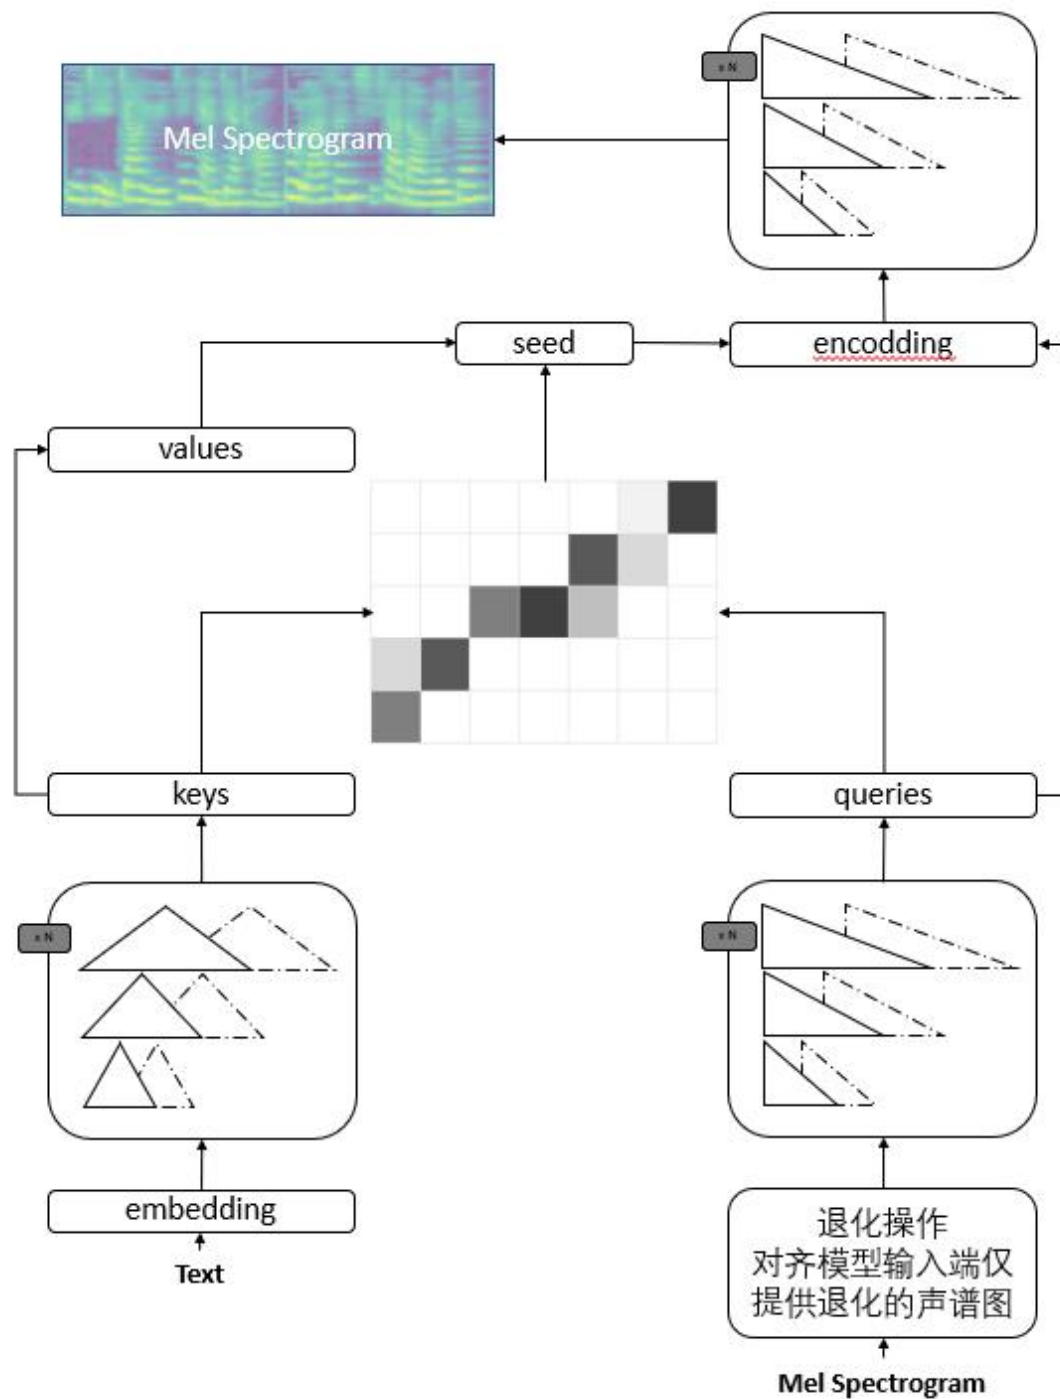 x N
Mel Spectrogram
seed
encodding
values
keys
queries
x N
x N
embedding
Text
退化操作
对齐模型输入端仅
提供退化的声谱图
Mel Spectrogram